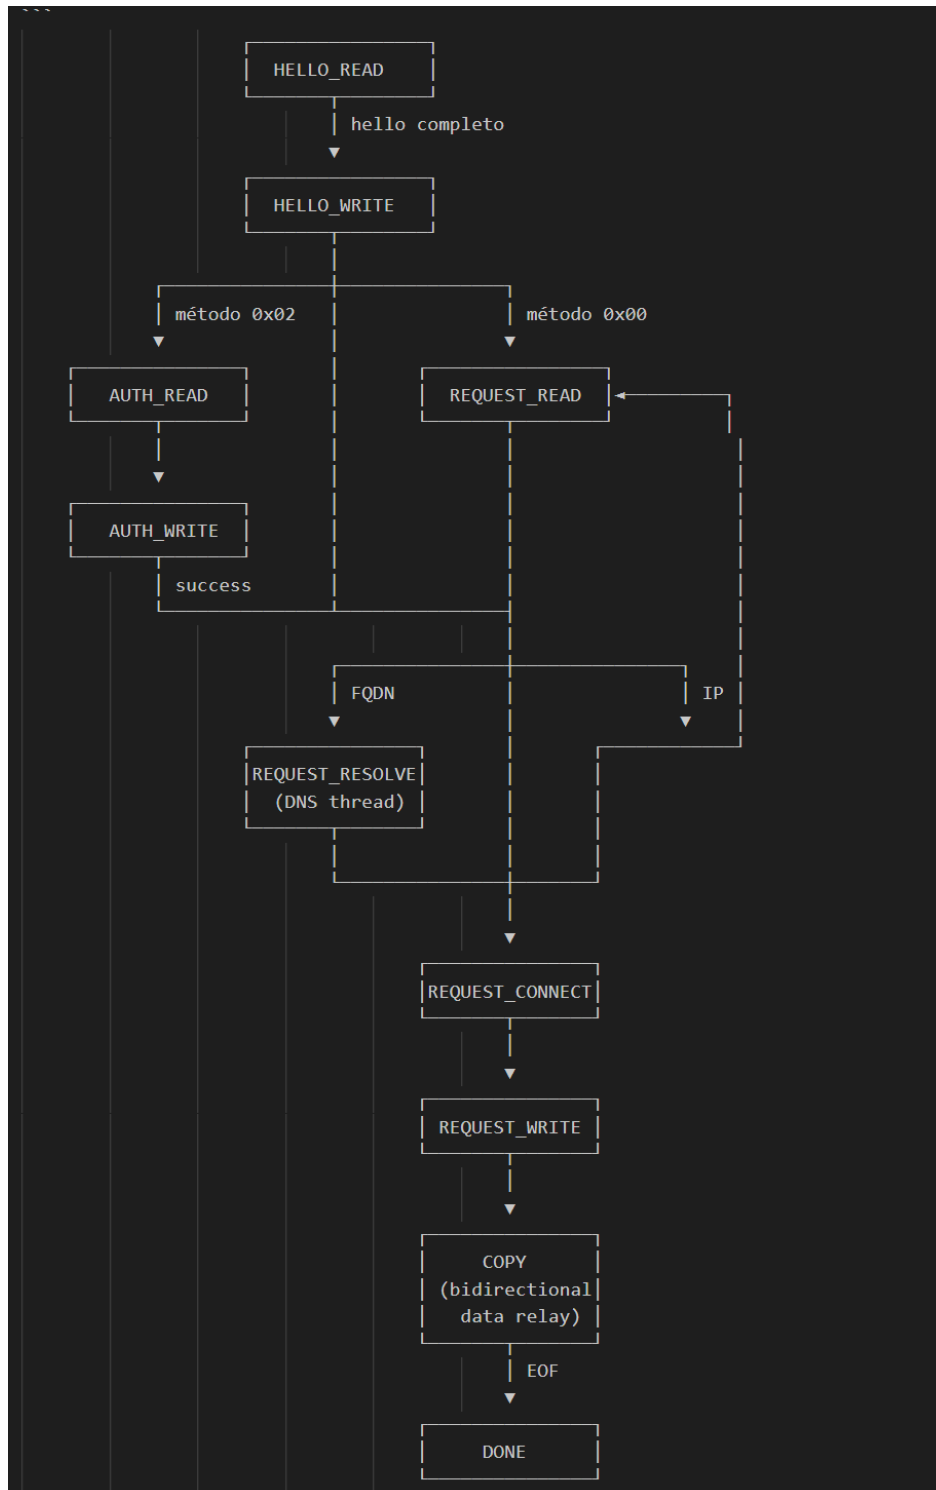 ```
HELLO_READ
hello completo
HELLO_WRITE
método 0x02 método 0x00
AUTH_READ REQUEST_READ
AUTH_WRITE
success
FQDN IP
REQUEST_RESOLVE
(DNS thread)
REQUEST_CONNECT
REQUEST_WRITE
COPY
(bidirectional
data relay)
EOF
DONE